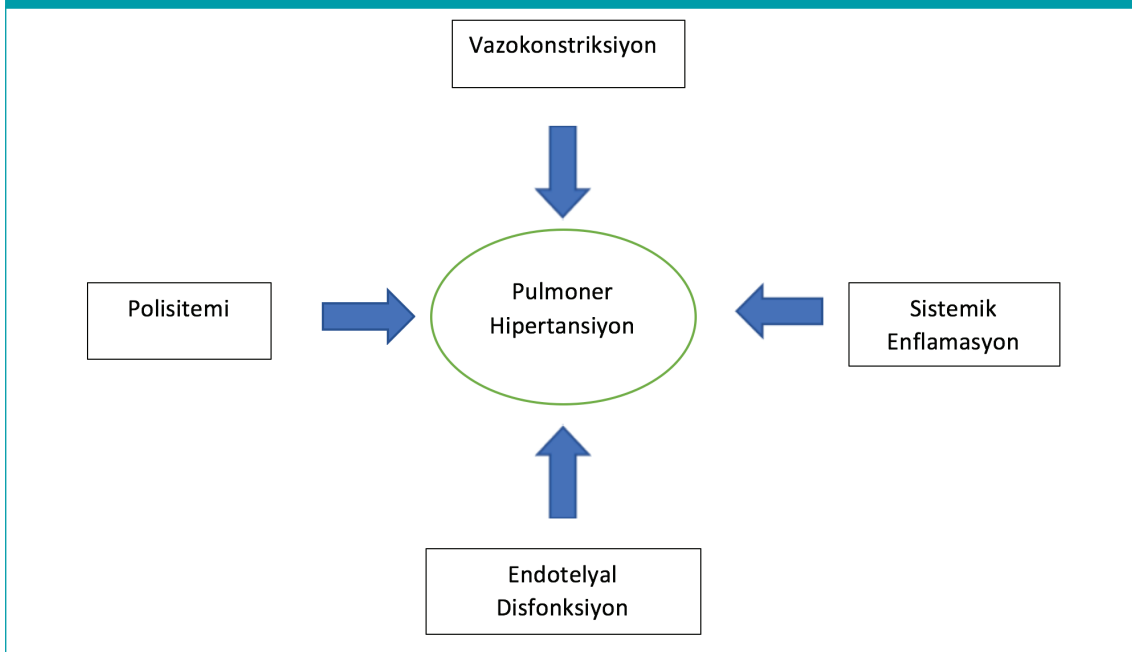 Vazokonstriksiyon
Polisitemi
Pulmoner
Hipertansiyon
Sistemik
Enflamasyon
Endotelyal
Disfonksiyon